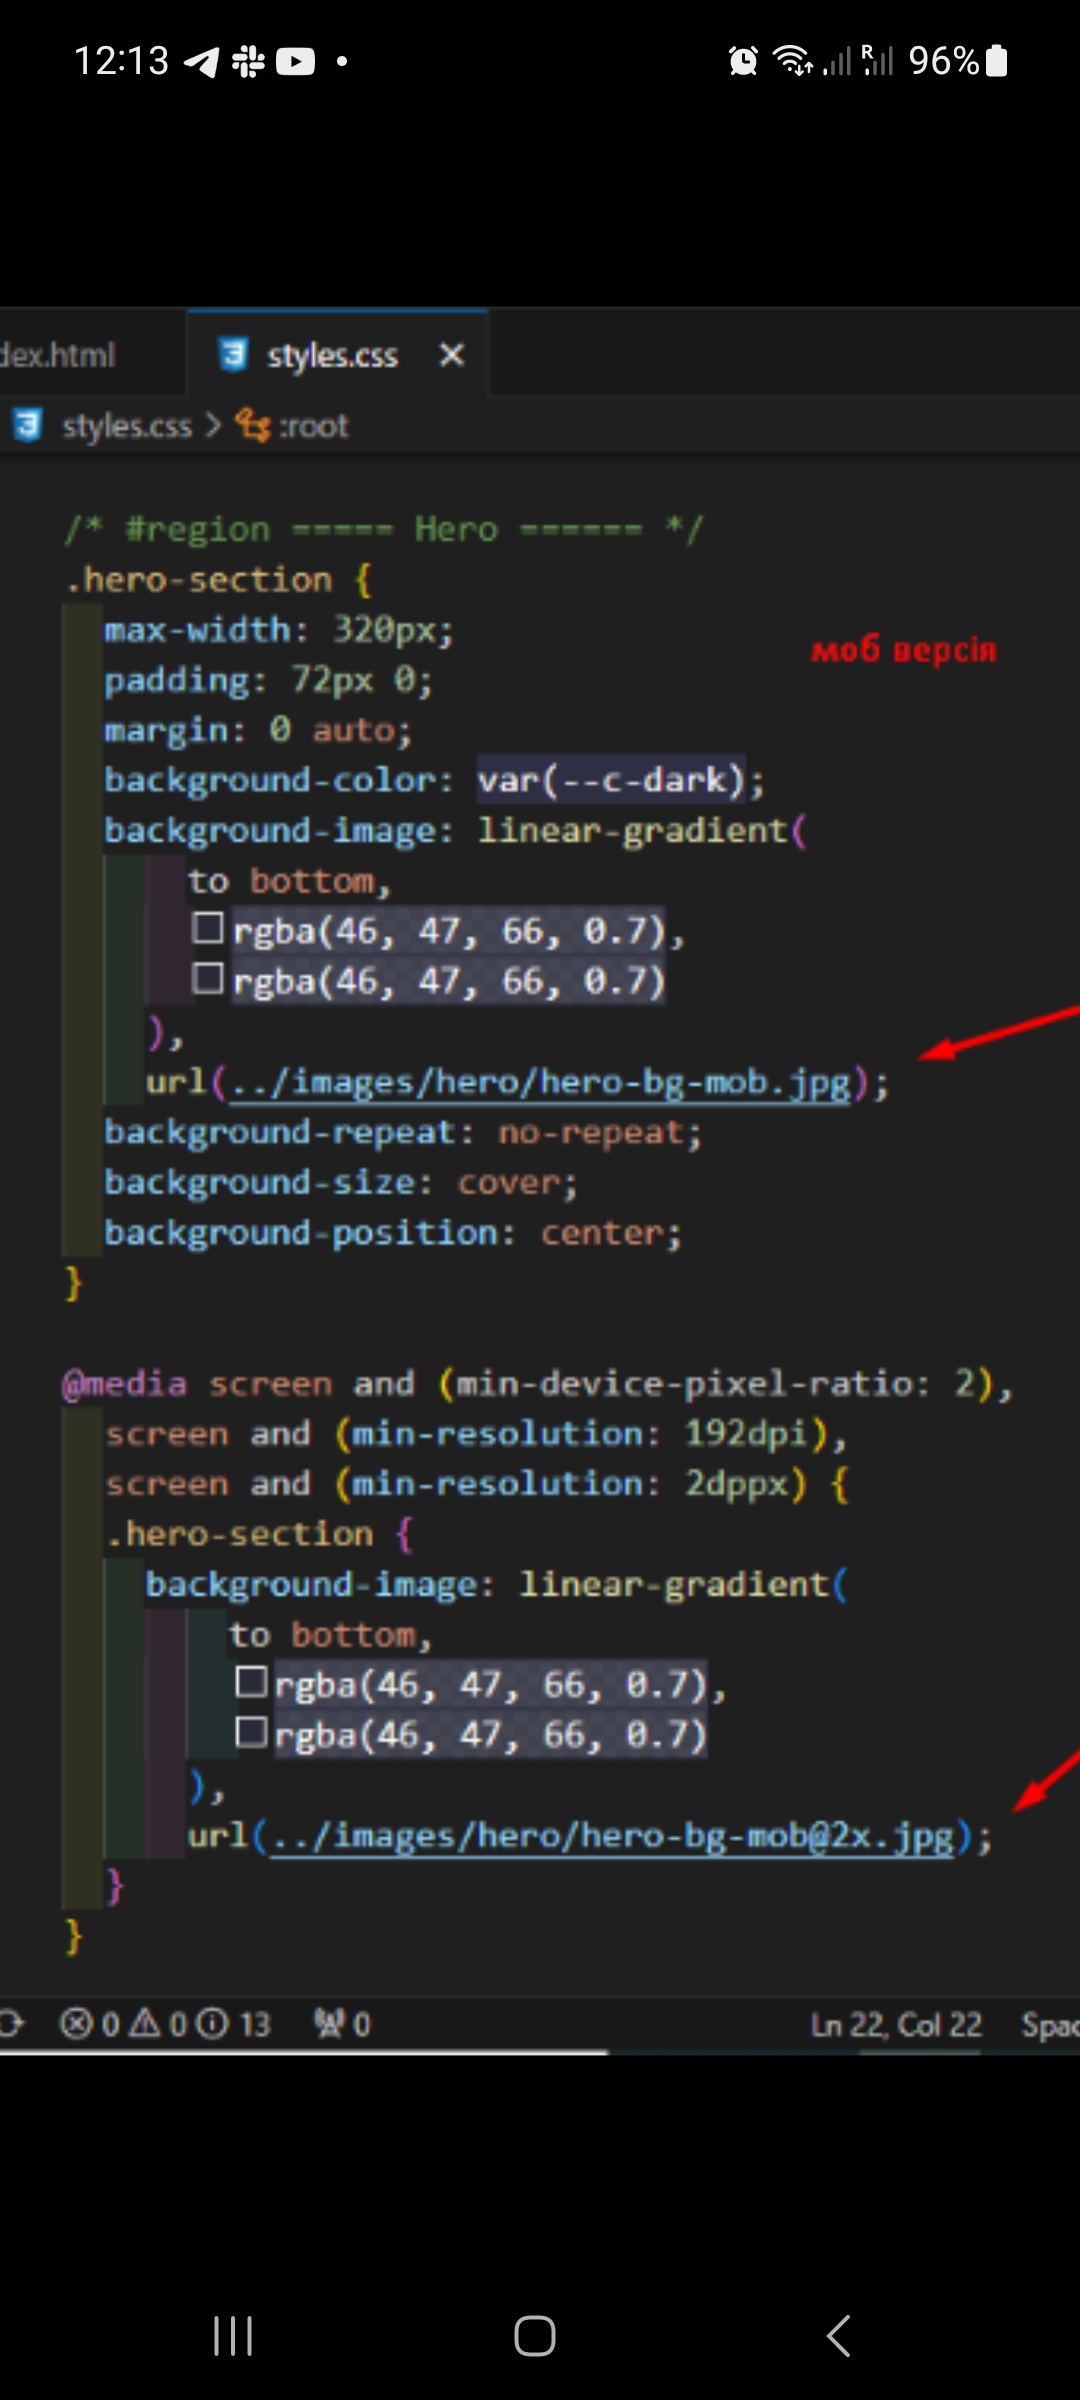 12:13 96%
dex.html styles.css
styles.css > :root
/* #region ===== Hero ====== */
.hero-section {
max-width: 320px;
моб версія
padding: 72px 0;
margin: 0 auto;
background-color: var(--c-dark);
background-image: linear-gradient(
to bottom,
rgba(46, 47, 66, 0.7),
rgba(46, 47, 66, 0.7)
),
url(../images/hero/hero-bg-mob.jpg);
background-repeat: no-repeat;
background-size: cover;
background-position: center;
}
@media screen and (min-device-pixel-ratio: 2),
screen and (min-resolution: 192dpi),
screen and (min-resolution: 2dppx) {
.hero-section {
background-image: linear-gradient(
to bottom,
rgba(46, 47, 66, 0.7),
rgba(46, 47, 66, 0.7)
),
url(../images/hero/hero-bg-mob@2x.jpg);
}
}
0 0 13 0 Ln 22, Col 22 Spac